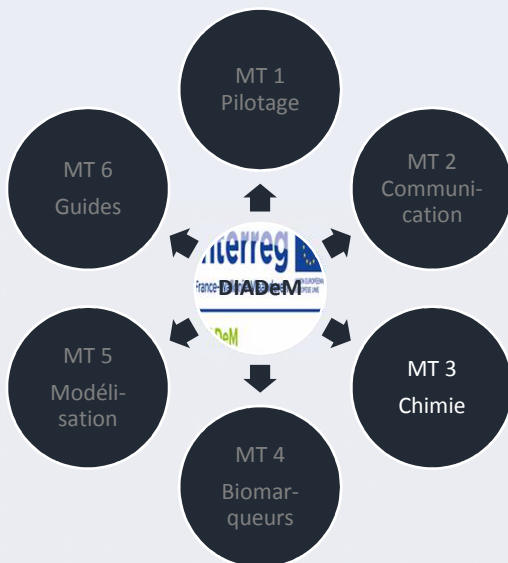 MT 1
Pilotage
MT 2
Communi-
cation
MT 3
Chimie
MT 4
Biomar-
queurs
MT 5
Modéli-
sation
MT 6
Guides
DIADeM